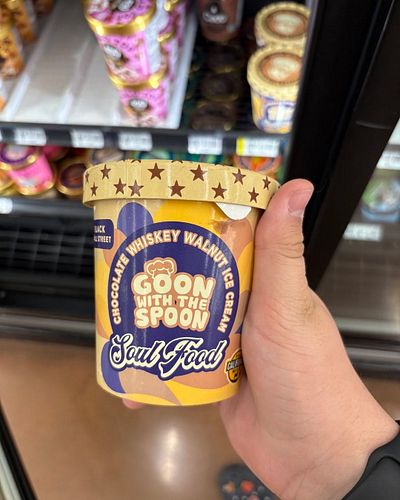 CHOCOLATE WHISKEY WALNUT ICE CREAM
GOON
WITH THE
SPOON
Soul Food